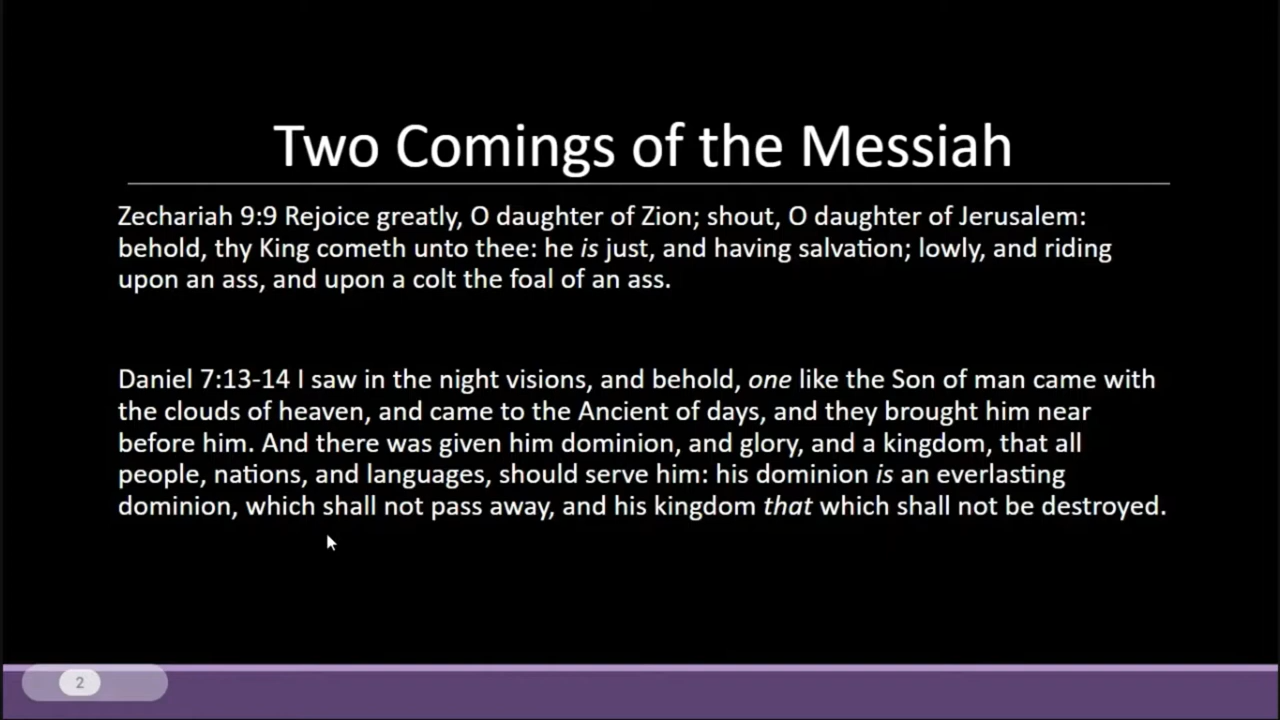 Two Comings of the Messiah
Zechariah 9:9 Rejoice greatly, O daughter of Zion; shout, O daughter of Jerusalem:
behold, thy King cometh unto thee: he is just, and having salvation; lowly, and riding
upon an ass, and upon a colt the foal of an ass.
Daniel 7:13-14 I saw in the night visions, and behold, one like the Son of man came with
the clouds of heaven, and came to the Ancient of days, and they brought him near
before him. And there was given him dominion, and glory, and a kingdom, that all
people, nations, and languages, should serve him: his dominion is an everlasting
dominion, which shall not pass away, and his kingdom that which shall not be destroyed.
2